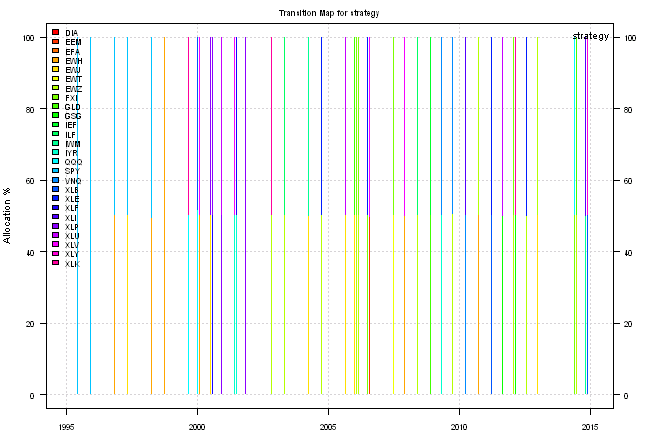 Transition Map for strategy
strategy
DIA
EEM
EFA
EWH
EWJ
EWT
EWZ
FXI
GLD
GSG
IEF
ILF
IWM
IYR
QQQ
SPY
VNQ
XLB
XLE
XLF
XLI
XLP
XLU
XLV
XLY
XLK
Allocation %
100
80
60
40
20
0
100
80
60
40
20
0
1995
2000
2005
2010
2015